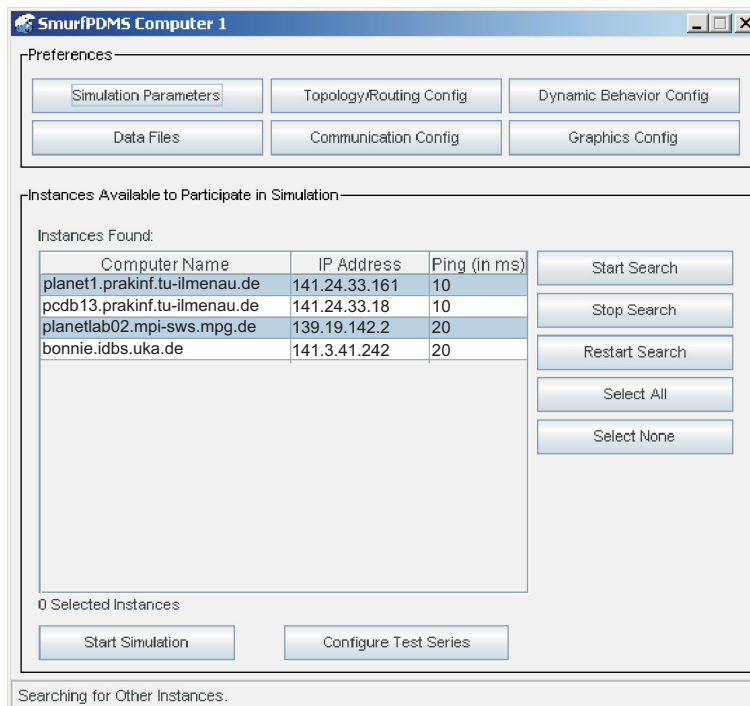 SmurfPDMS Computer 1
Preferences
Simulation Parameters Topology/Routing Config Dynamic Behavior Config
Data Files Communication Config Graphics Config
Instances Available to Participate in Simulation
Instances Found:
Computer Name IP Address Ping (in ms)
planet1.prakinf.tu-ilmenau.de 141.24.33.161 10
pcdb13.prakinf.tu-ilmenau.de 141.24.33.18 10
planetlab02.mpi-sws.mpg.de 139.19.142.2 20
bonnie.idbs.uka.de 141.3.41.242 20
Start Search
Stop Search
Restart Search
Select All
Select None
0 Selected Instances
Start Simulation Configure Test Series
Searching for Other Instances.